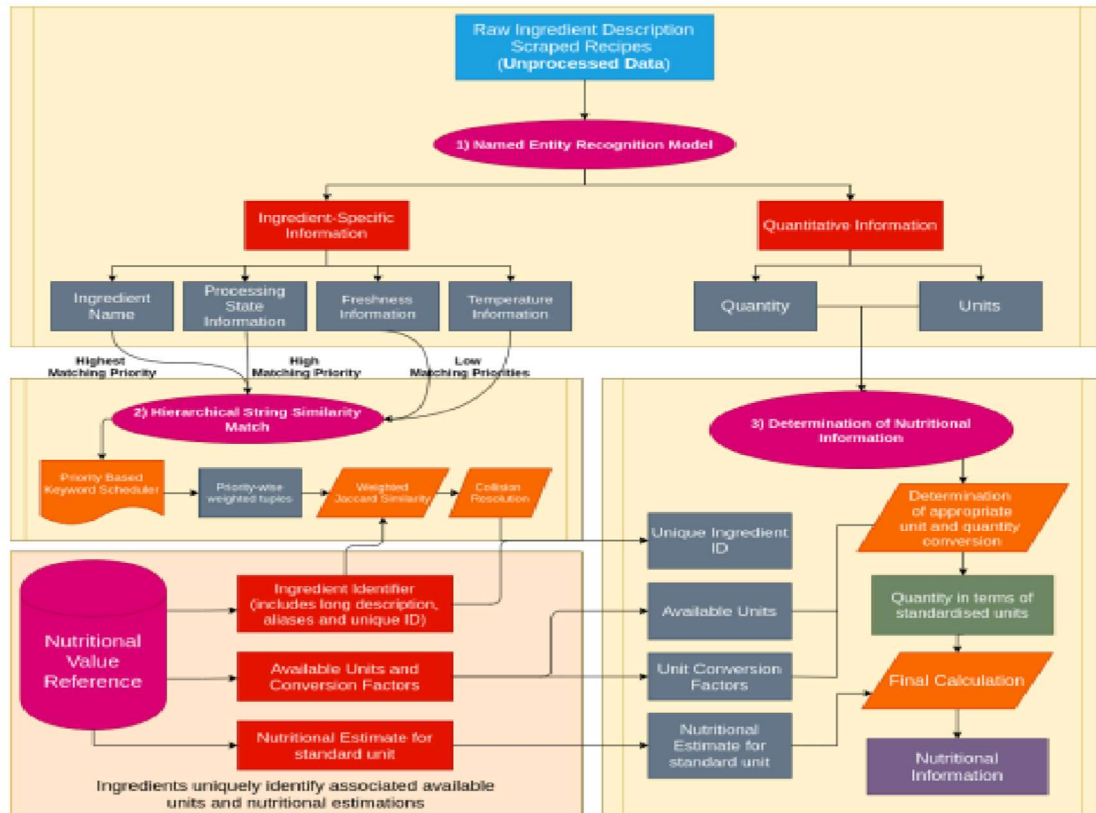 Raw Ingredient Description
Scraped Recipes
(Unprocessed Data)
1) Named Entity Recognition Model
Ingredient-Specific
Information
Quantitative Information
Ingredient
Name
Processing
State
Information
Freshness
Information
Temperature
Information
Quantity
Units
Highest
Matching Priority
High
Matching Priority
Low
Matching Priorities
2) Hierarchical String Similarity
Match
Priority Based
Keyword Scheduler
Priority-wise
weighted tuples
Weighted
Jaccard Similarity
Collision
Resolution
3) Determination of Nutritional
Information
Determination
of appropriate
unit and quantity
conversion
Unique Ingredient
ID
Available Units
Unit Conversion
Factors
Nutritional
Estimate for
standard unit
Quantity in terms of
standardised units
Final Calculation
Nutritional
Information
Nutritional
Value
Reference
Ingredient Identifier
(includes long description,
aliases and unique ID)
Available Units and
Conversion Factors
Nutritional Estimate for
standard unit
Ingredients uniquely identify associated available
units and nutritional estimations